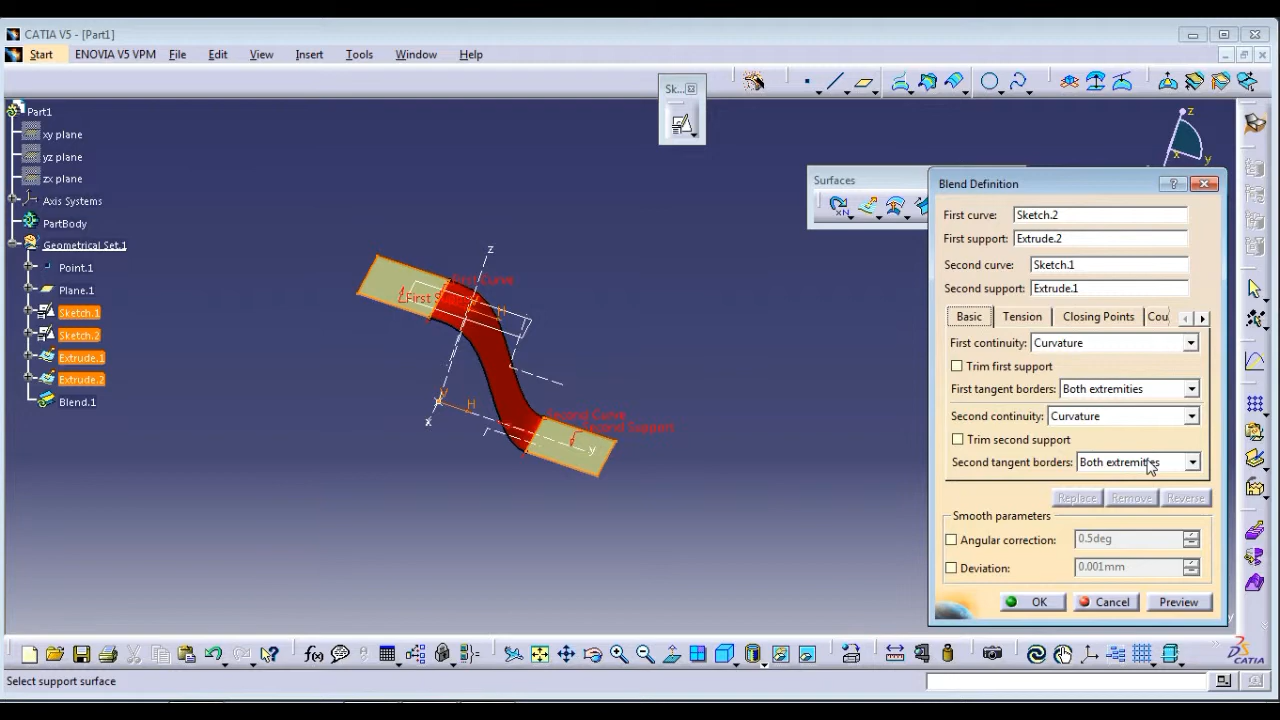 CATIA V5 - [Part1]
Start ENOVIA V5 VPM File Edit View Insert Tools Window Help
Sk...
Part1
xy plane
yz plane
zx plane
Axis Systems
PartBody
Geometrical Set.1
Point.1
Plane.1
Sketch.1
Sketch.2
Extrude.1
Extrude.2
Blend.1
z
First Curve
First S
H
Second Curve
Second Support
H
x
y
z
x
y
Surfaces
Blend Definition
First curve: Sketch.2
First support: Extrude.2
Second curve: Sketch.1
Second support: Extrude.1
Basic Tension Closing Points Cou
First continuity: Curvature
Trim first support
First tangent borders: Both extremities
Second continuity: Curvature
Trim second support
Second tangent borders: Both extremities
Replace Remove Reverse
Smooth parameters
Angular correction: 0.5deg
Deviation: 0.001mm
OK Cancel Preview
f(x)
CATIA
Select support surface